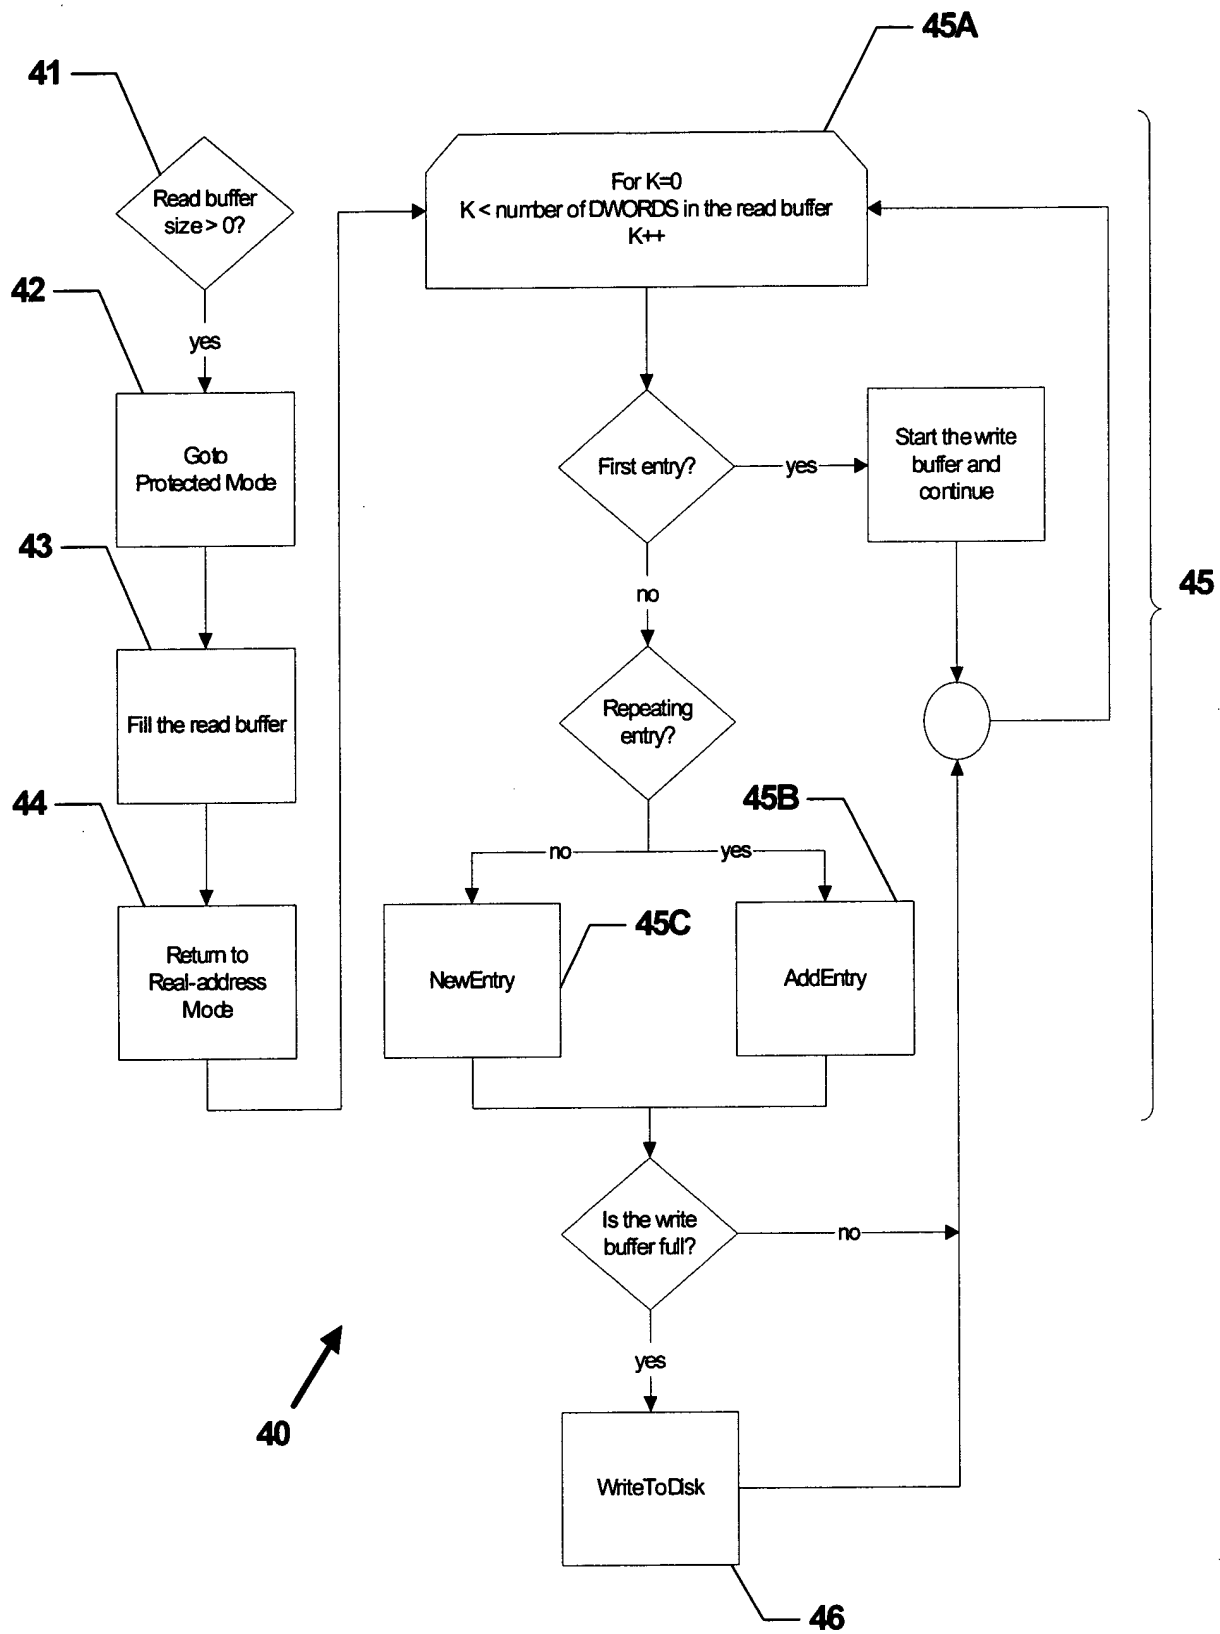 45A
41
Read buffer
size > 0?
For K=0
K < number of DWORDS in the read buffer
K++
42
yes
Goto
Protected Mode
First entry?
yes
Start the write
buffer and
continue
43
no
45
Fill the read buffer
Repeating
entry?
44
45B
no
yes
Return to
Real-address
Mode
NewEntry
45C
AddEntry
Is the write
buffer full?
no
yes
40
WriteToDisk
46